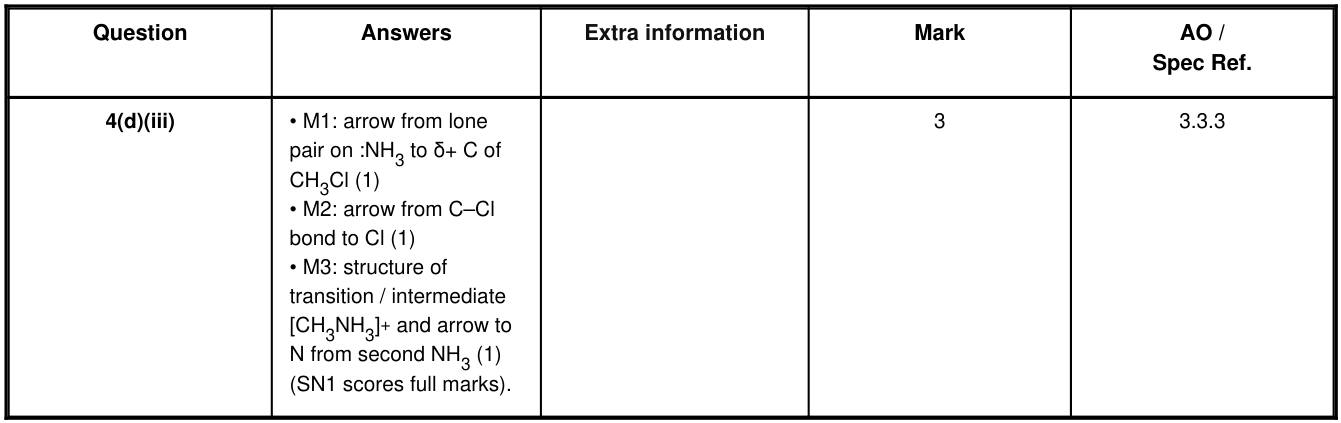 Question Answers Extra information Mark AO /
Spec Ref.
4(d)(iii) • M1: arrow from lone 3 3.3.3
pair on :NH3 to δ+ C of
CH3Cl (1)
• M2: arrow from C–Cl
bond to Cl (1)
• M3: structure of
transition / intermediate
[CH3NH3]+ and arrow to
N from second NH3 (1)
(SN1 scores full marks).